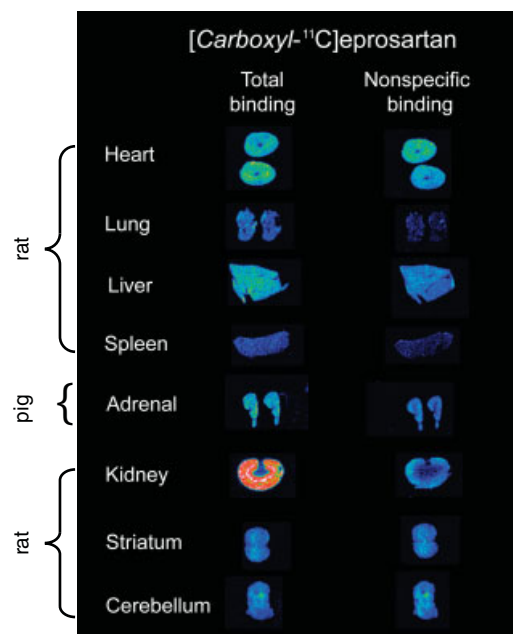 [Carboxyl-¹¹C]eprosartan
Total binding
Nonspecific binding
rat
Heart
Lung
Liver
Spleen
pig
Adrenal
rat
Kidney
Striatum
Cerebellum